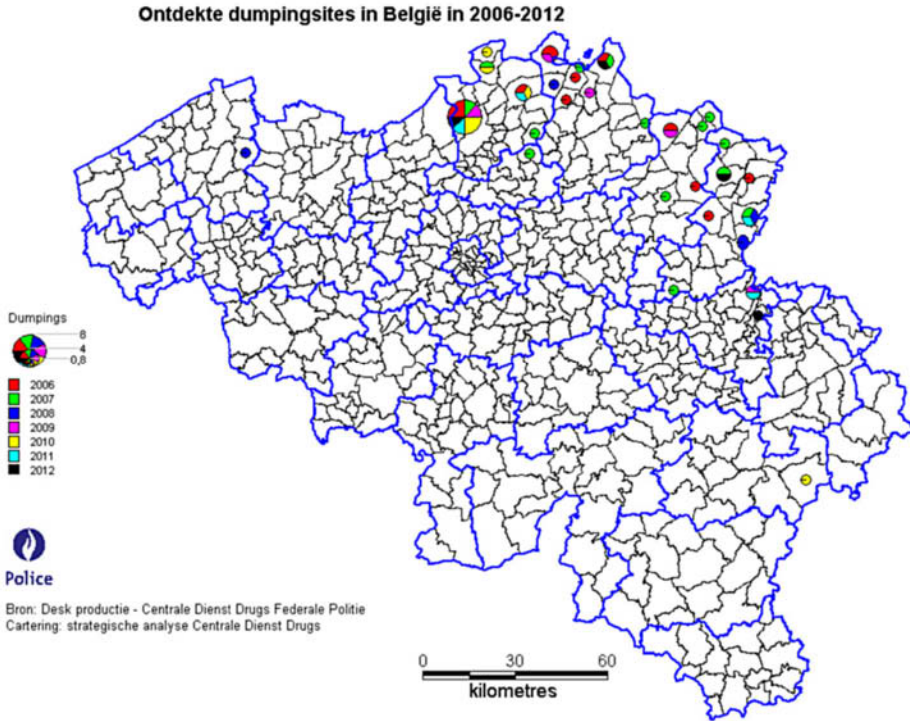 Ontdekte dumpingsites in België in 2006-2012
Dumpings
8
4
0,8
2006
2007
2008
2009
2010
2011
2012
Police
Bron: Desk productie - Centrale Dienst Drugs Federale Politie
Cartering: strategische analyse Centrale Dienst Drugs
0 30 60
kilometres